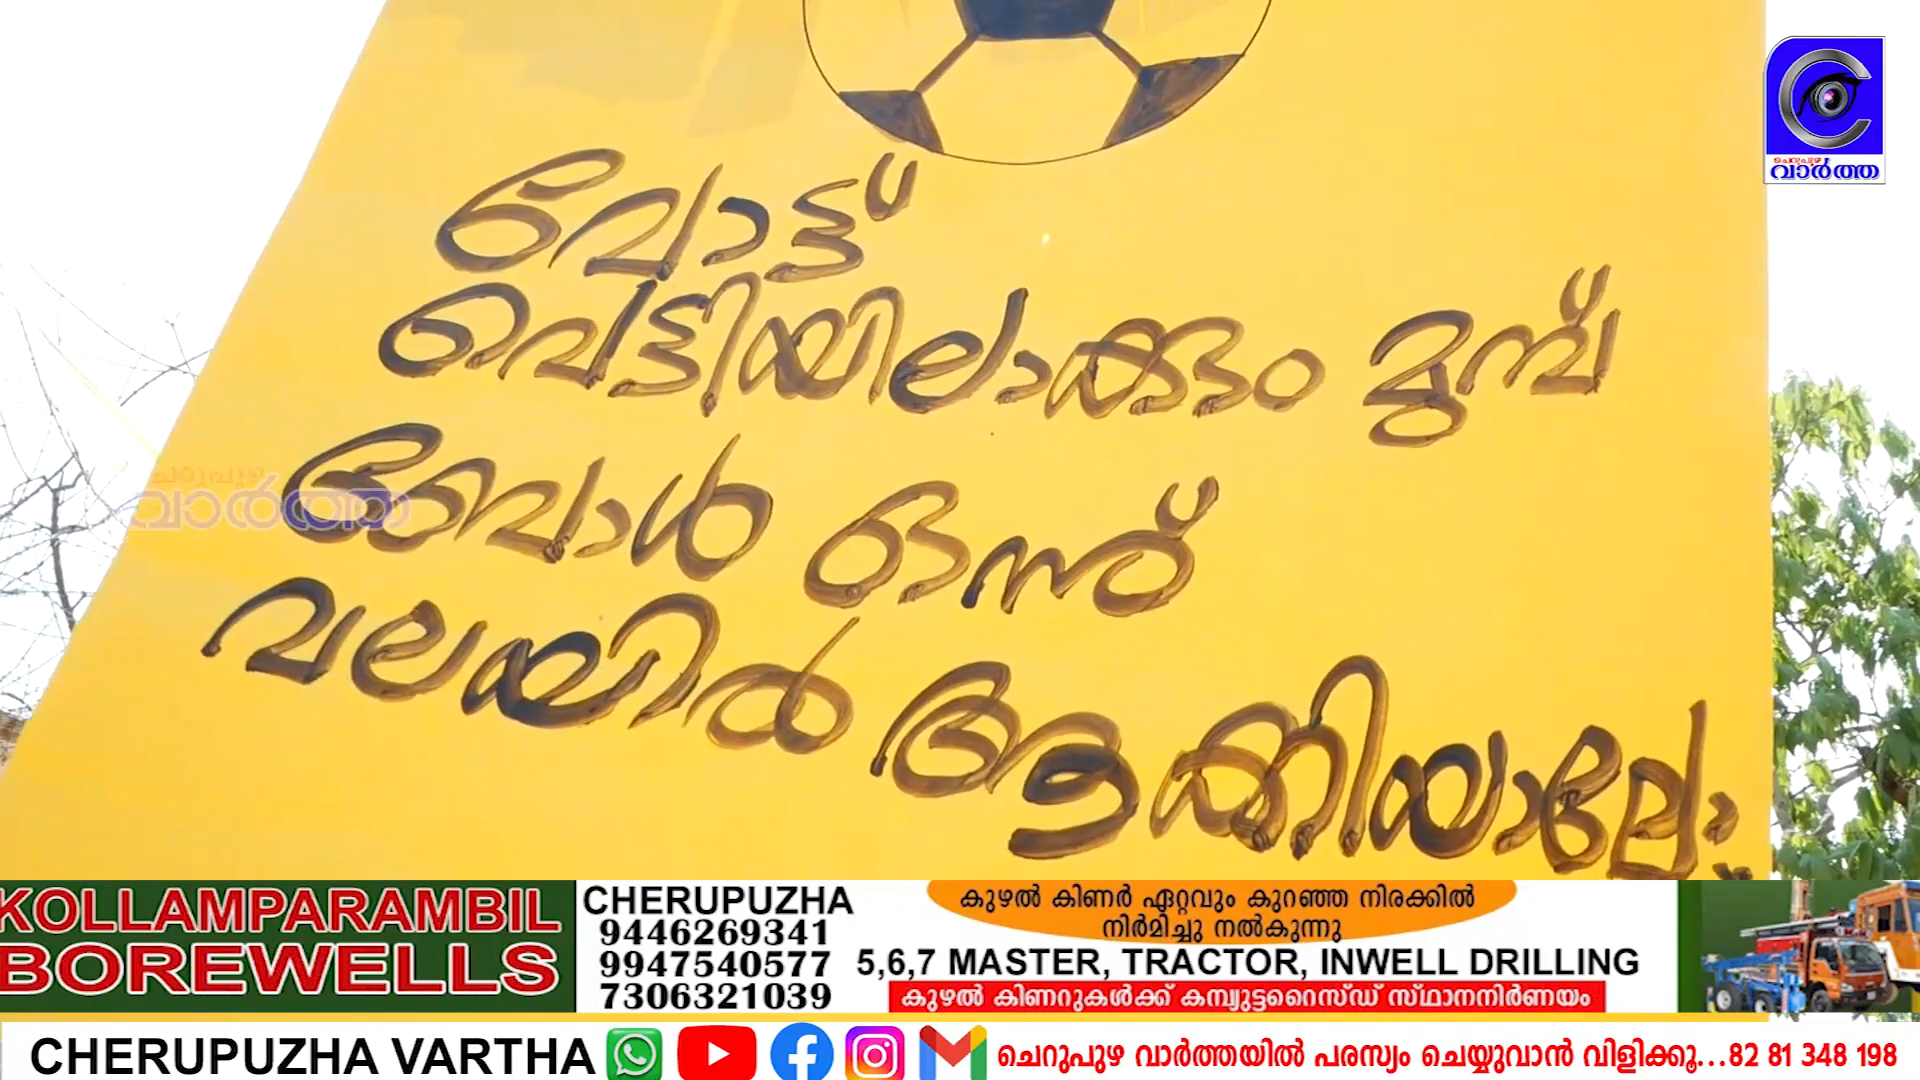 ചെറുപുഴ
വാർത്ത
വോട്ട്
പെട്ടിയിലാക്കും മുമ്പ്
ബോൾ ഒന്ന്
വലയിൽ ആക്കിയാലോ
ചെറുപുഴ
വാർത്ത
KOLLAMPARAMBIL
BOREWELLS
CHERUPUZHA
9446269341
9947540577
7306321039
കുഴൽ കിണർ ഏറ്റവും കുറഞ്ഞ നിരക്കിൽ
നിർമിച്ചു നൽകുന്നു
5,6,7 MASTER, TRACTOR, INWELL DRILLING
കുഴൽ കിണറുകൾക്ക് കമ്പ്യുട്ടറൈസ്ഡ് സ്ഥാനനിർണയം
CHERUPUZHA VARTHA
ചെറുപുഴ വാർത്തയിൽ പരസ്യം ചെയ്യുവാൻ വിളിക്കൂ...82 81 348 198